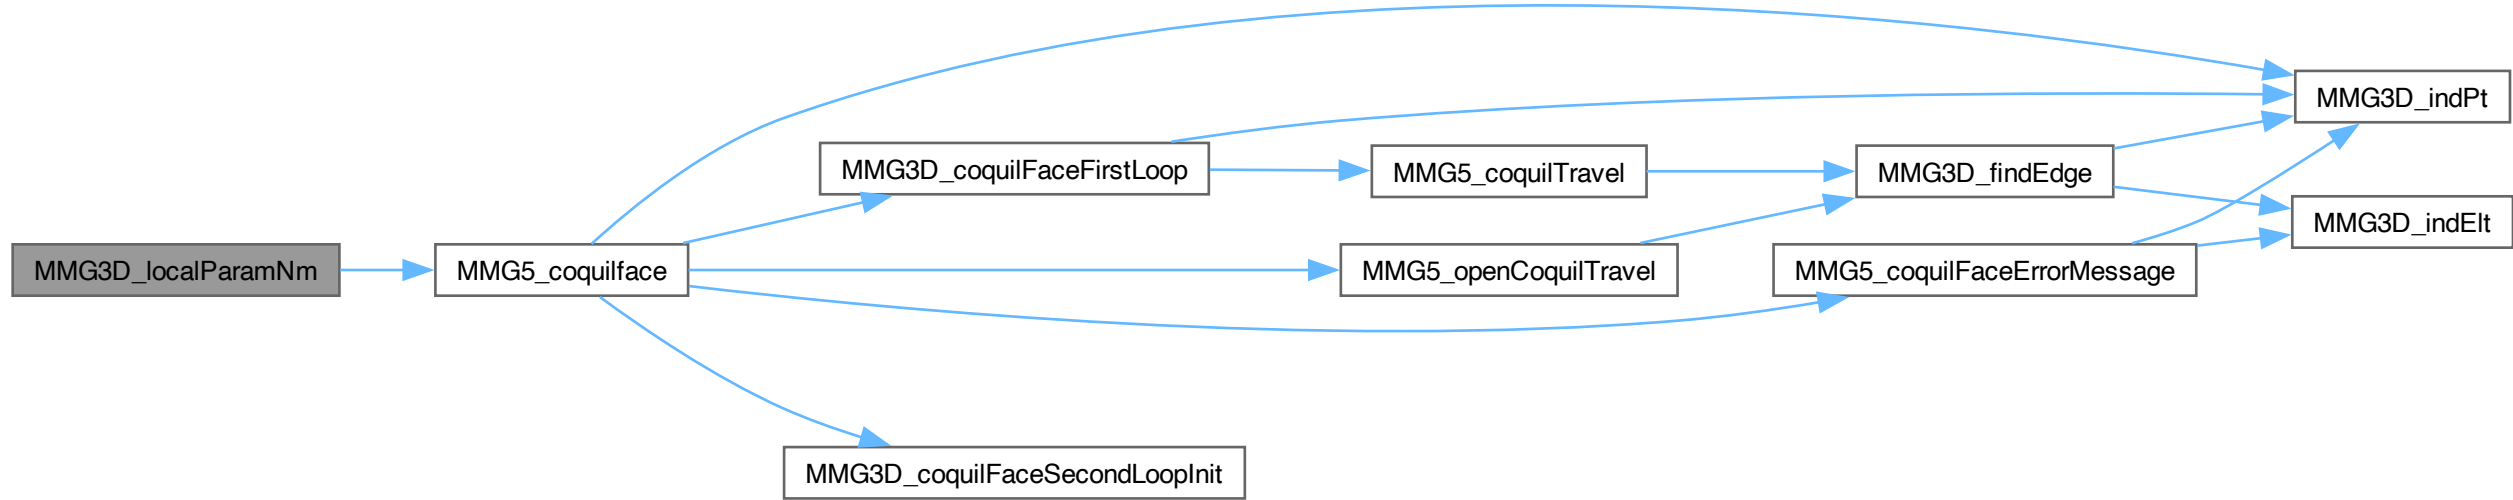 MMG3D_localParamNm
MMG5_coquilface
MMG3D_coquilFaceFirstLoop
MMG3D_coquilFaceSecondLoopInit
MMG5_coquilTravel
MMG5_openCoquilTravel
MMG3D_findEdge
MMG5_coquilFaceErrorMessage
MMG3D_indPt
MMG3D_indElt